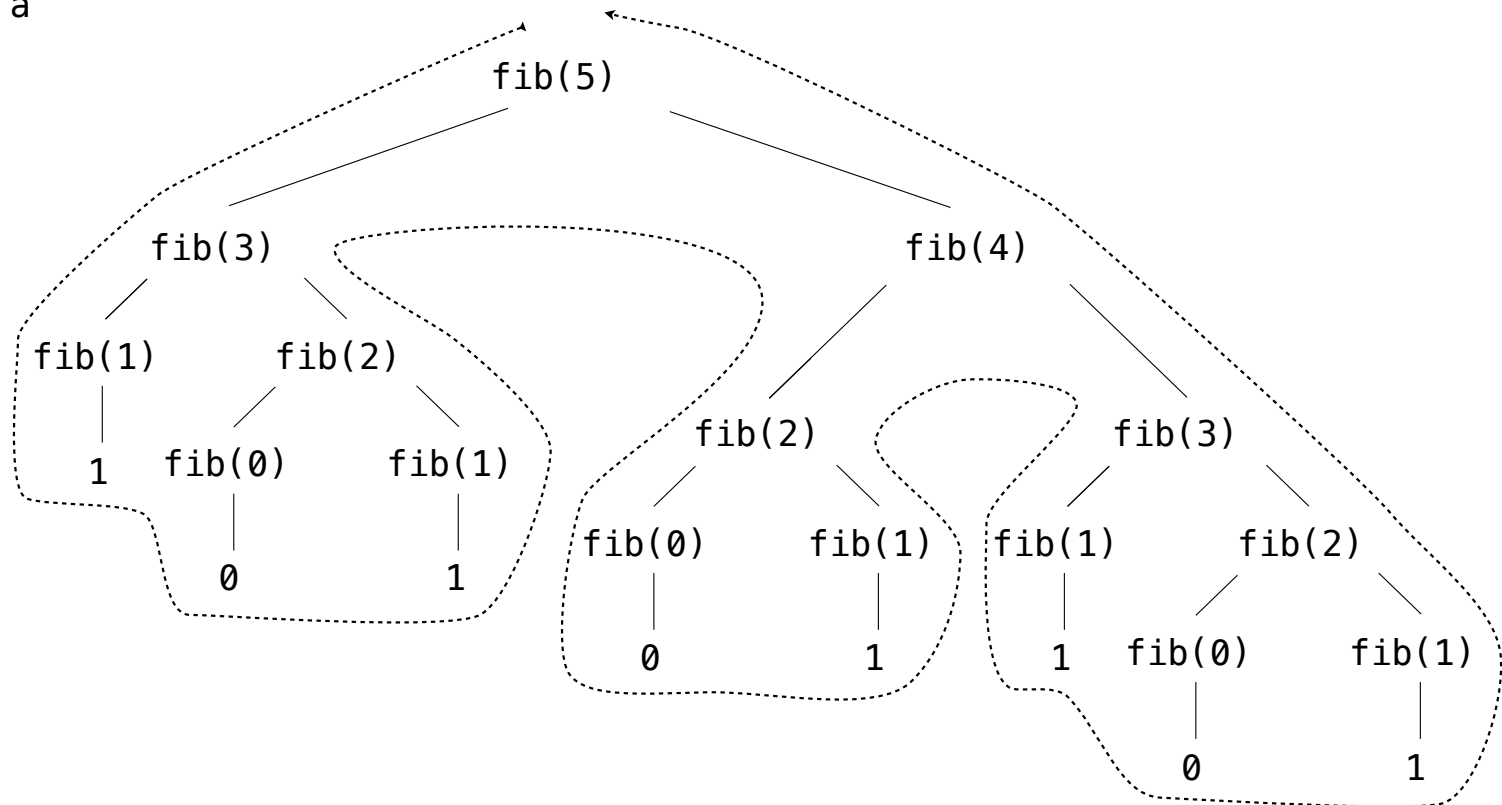 a
fib(5)
fib(3) fib(4)
fib(1) fib(2)
fib(2) fib(3)
1 fib(0) fib(1)
fib(0) fib(1) fib(1) fib(2)
0 1
0 1 1 fib(0) fib(1)
0 1